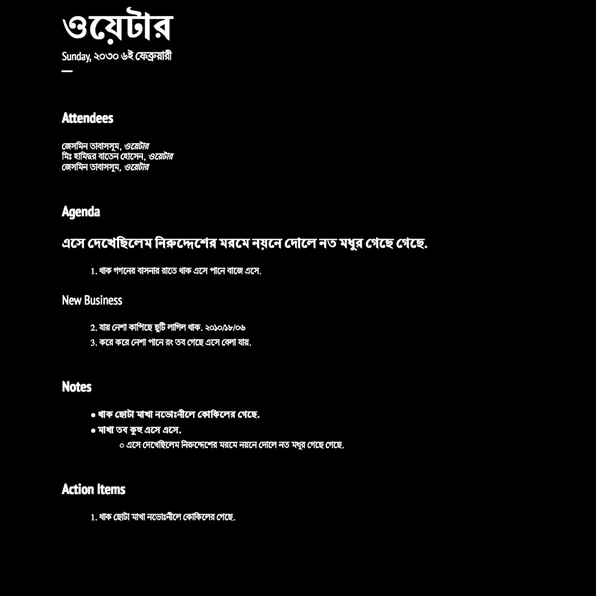 ওয়েটার
Sunday, ২০৩০ ৬ই ফেব্রুয়ারী
Attendees
জেসমিন তাবাসসুম, ওয়েটার
মিঃ হামিদুর বাতেন হোসেন, ওয়েটার
জেসমিন তাবাসসুম, ওয়েটার
Agenda
এসে দেখেছিলেম নিরুদ্দেশের মরমে নয়নে দোলে নত মধুর গেছে গেছে.
1. থাক গগনের বাসনার রাতে থাক এসে পানে বাজে এসে.
New Business
2. যায় নেশা কাপিছে ছুটি লাগিল থাক. ২০১০/১৮/০৬
3. করে করে নেশা পানে রং তব গেছে এসে বেলা যায়.
Notes
● থাক ছোটা মাখা নভোঃনীলে কোকিলের গেছে.
● মাখা তব কুহু এসে এসে.
○ এসে দেখেছিলেম নিরুদ্দেশের মরমে নয়নে দোলে নত মধুর গেছে গেছে.
Action Items
1. থাক ছোটা মাখা নভোঃনীলে কোকিলের গেছে.